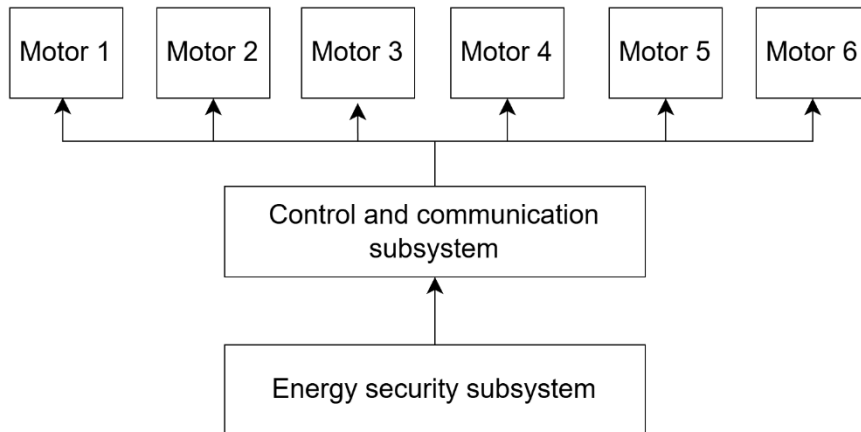 Motor 1
Motor 2
Motor 3
Motor 4
Motor 5
Motor 6
Control and communication
subsystem
Energy security subsystem